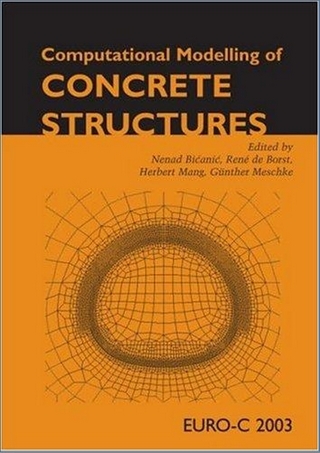 Computational Modelling of
CONCRETE
STRUCTURES
Edited by
Nenad Bićanić, René de Borst,
Herbert Mang, Günther Meschke
EURO-C 2003